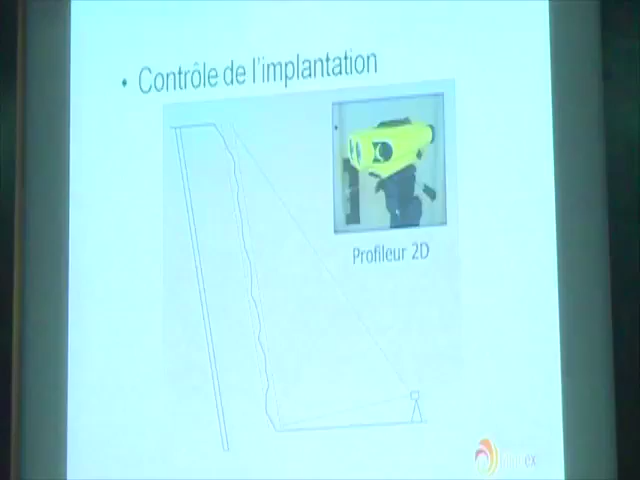 • Contrôle de l'implantation
Profileur 2D